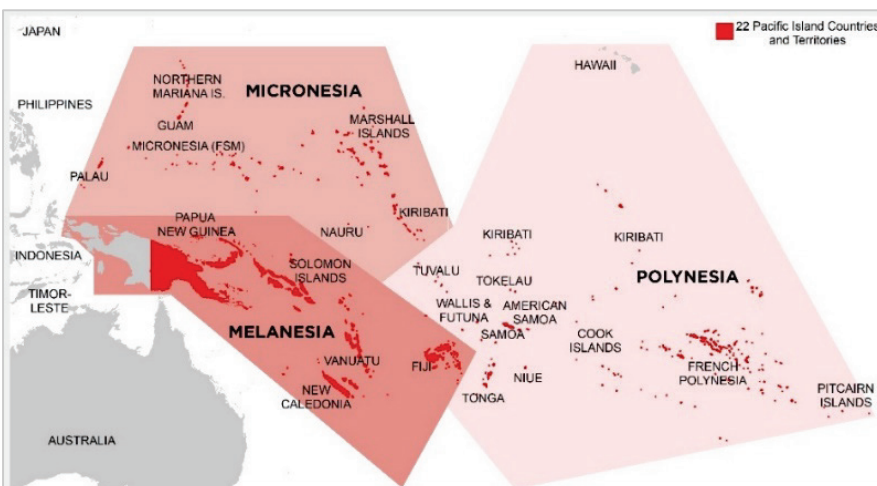 JAPAN
22 Pacific Island Countries
and Territories
HAWAII
NORTHERN
MARIANA IS.
MICRONESIA
PHILIPPINES
MARSHALL
ISLANDS
GUAM
MICRONESIA (FSM)
PALAU
KIRIBATI
PAPUA
NEW GUINEA
NAURU
KIRIBATI
KIRIBATI
INDONESIA
SOLOMON
ISLANDS
TUVALU
TOKELAU
POLYNESIA
TIMOR-
LESTE
WALLIS &
FUTUNA
AMERICAN
SAMOA
MELANESIA
SAMOA
COOK
ISLANDS
VANUATU
FIJI
NIUE
FRENCH
POLYNESIA
NEW
CALEDONIA
TONGA
PITCAIRN
ISLANDS
AUSTRALIA